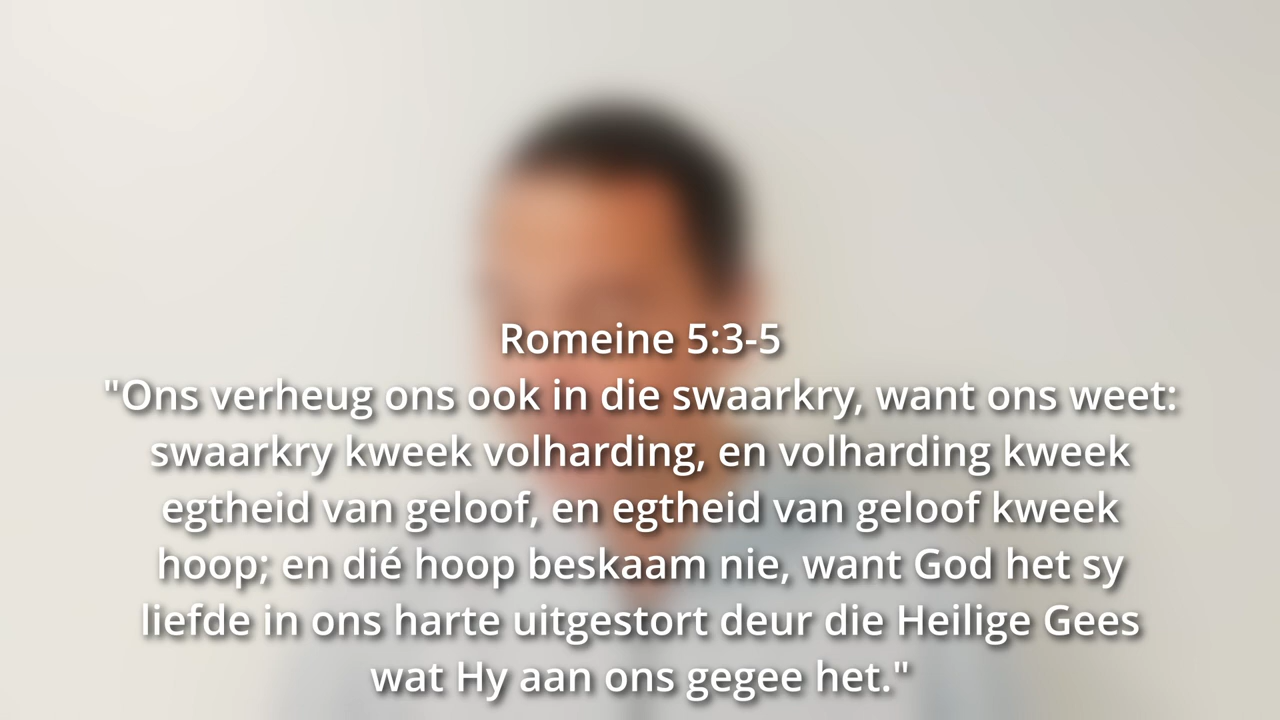 Romeine 5:3-5
"Ons verheug ons ook in die swaarkry, want ons weet:
swaarkry kweek volharding, en volharding kweek
egtheid van geloof, en egtheid van geloof kweek
hoop; en dié hoop beskaam nie, want God het sy
liefde in ons harte uitgestort deur die Heilige Gees
wat Hy aan ons gegee het."